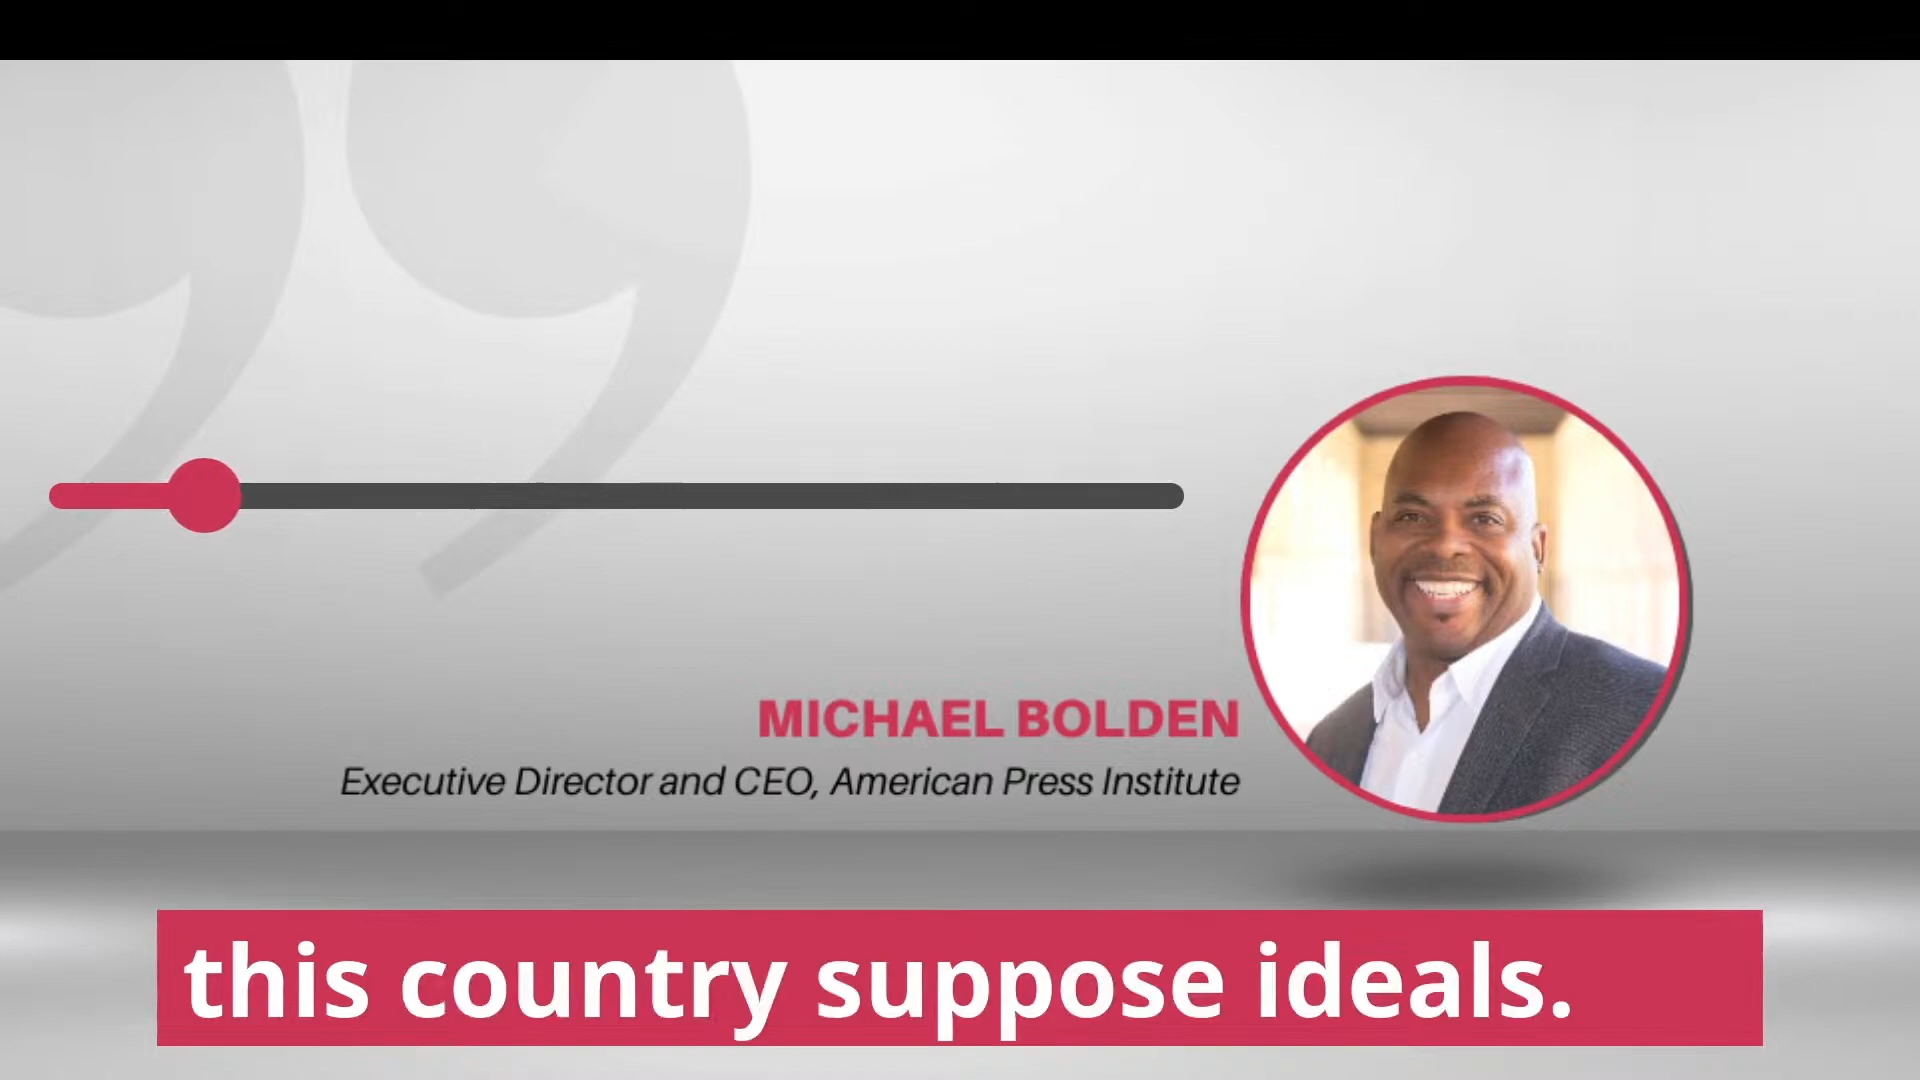 MICHAEL BOLDEN
Executive Director and CEO, American Press Institute
this country suppose ideals.